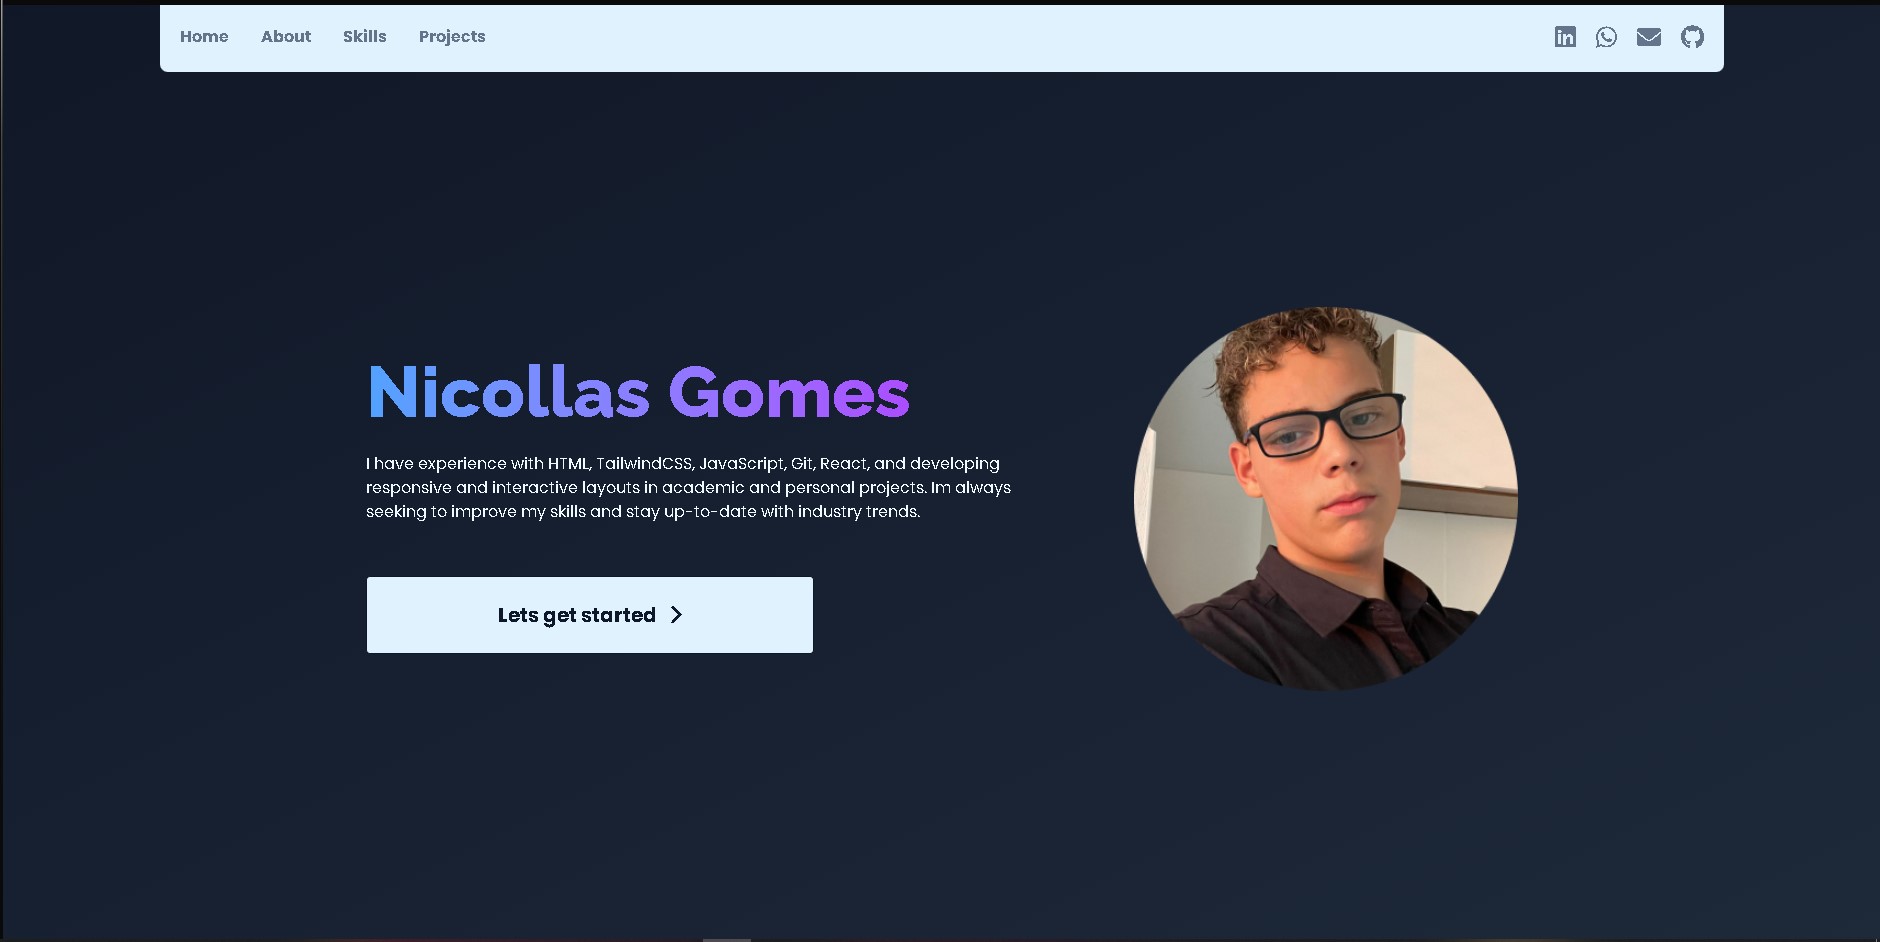 Home About Skills Projects
Nicollas Gomes
I have experience with HTML, TailwindCSS, JavaScript, Git, React, and developing
responsive and interactive layouts in academic and personal projects. Im always
seeking to improve my skills and stay up-to-date with industry trends.
Lets get started